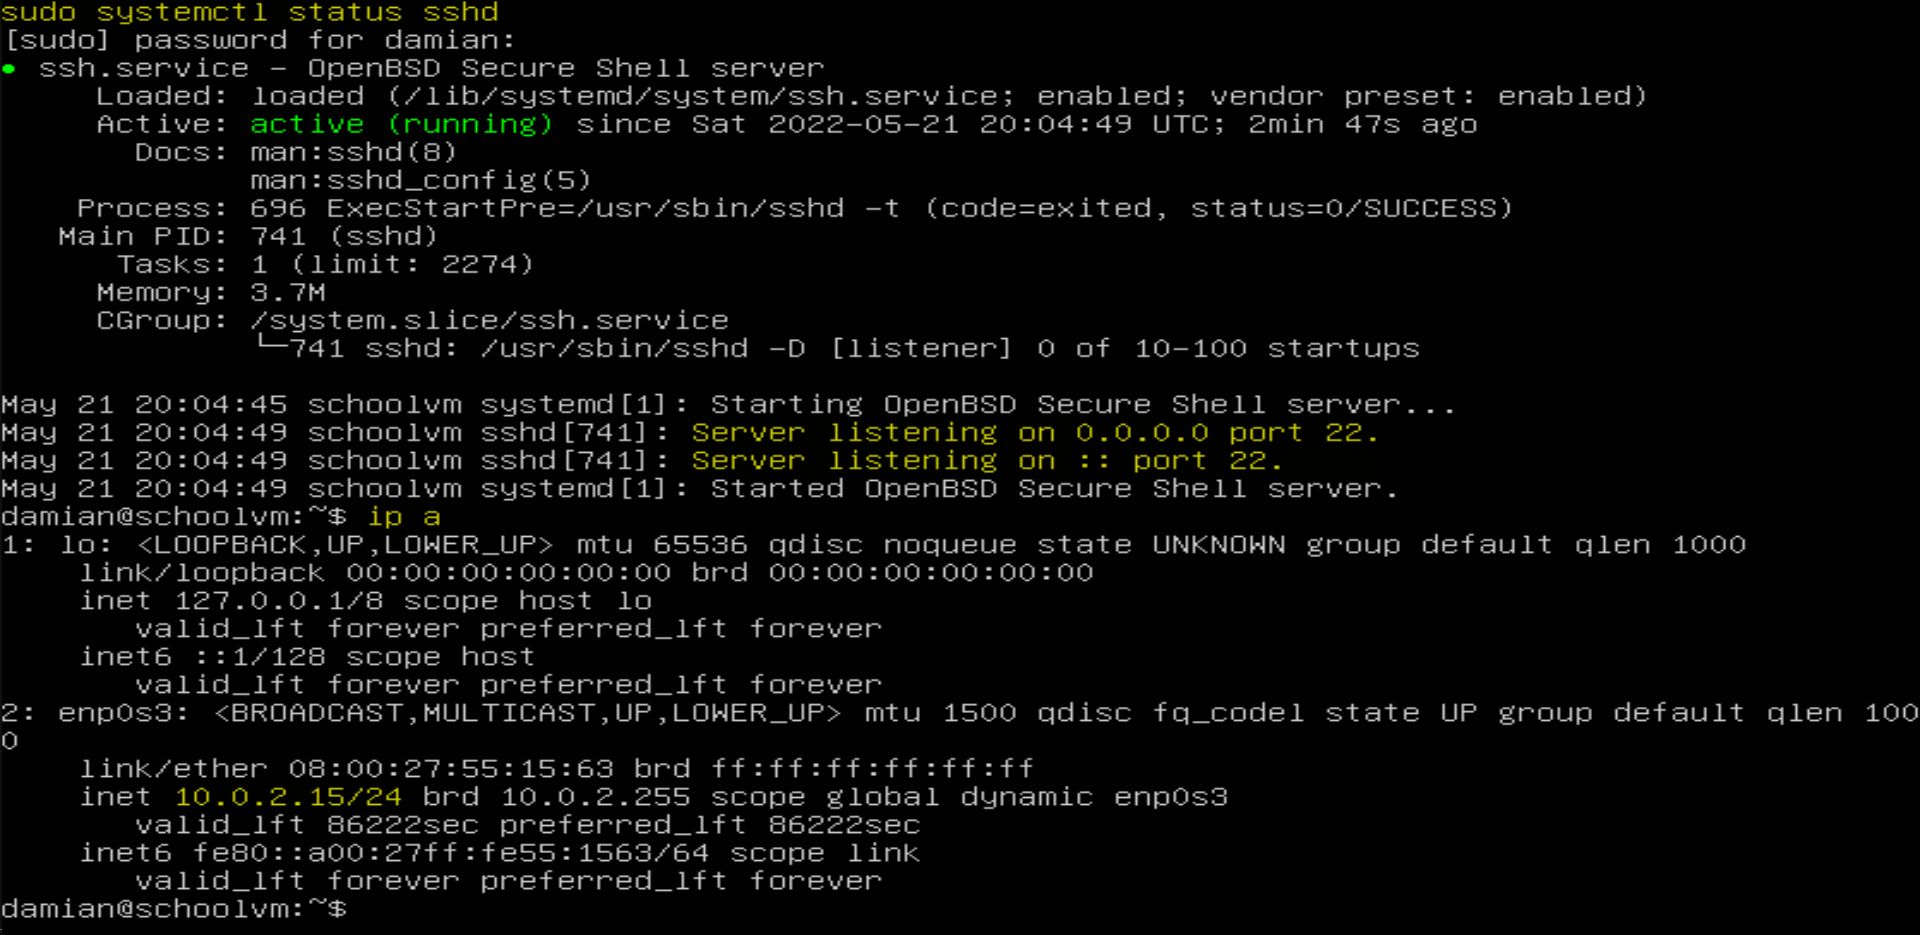 sudo systemctl status sshd
[sudo] password for damian:
● ssh.service - OpenBSD Secure Shell server
     Loaded: loaded (/lib/systemd/system/ssh.service; enabled; vendor preset: enabled)
     Active: active (running) since Sat 2022-05-21 20:04:49 UTC; 2min 47s ago
       Docs: man:sshd(8)
             man:sshd_config(5)
    Process: 696 ExecStartPre=/usr/sbin/sshd -t (code=exited, status=0/SUCCESS)
   Main PID: 741 (sshd)
      Tasks: 1 (limit: 2274)
     Memory: 3.7M
     CGroup: /system.slice/ssh.service
             └─741 sshd: /usr/sbin/sshd -D [listener] 0 of 10-100 startups
May 21 20:04:45 schoolvm systemd[1]: Starting OpenBSD Secure Shell server...
May 21 20:04:49 schoolvm sshd[741]: Server listening on 0.0.0.0 port 22.
May 21 20:04:49 schoolvm sshd[741]: Server listening on :: port 22.
May 21 20:04:49 schoolvm systemd[1]: Started OpenBSD Secure Shell server.
damian@schoolvm:~$ ip a
1: lo: <LOOPBACK,UP,LOWER_UP> mtu 65536 qdisc noqueue state UNKNOWN group default qlen 1000
    link/loopback 00:00:00:00:00:00 brd 00:00:00:00:00:00
    inet 127.0.0.1/8 scope host lo
       valid_lft forever preferred_lft forever
    inet6 ::1/128 scope host
       valid_lft forever preferred_lft forever
2: enp0s3: <BROADCAST,MULTICAST,UP,LOWER_UP> mtu 1500 qdisc fq_codel state UP group default qlen 100
0
    link/ether 08:00:27:55:15:63 brd ff:ff:ff:ff:ff:ff
    inet 10.0.2.15/24 brd 10.0.2.255 scope global dynamic enp0s3
       valid_lft 86222sec preferred_lft 86222sec
    inet6 fe80::a00:27ff:fe55:1563/64 scope link
       valid_lft forever preferred_lft forever
damian@schoolvm:~$